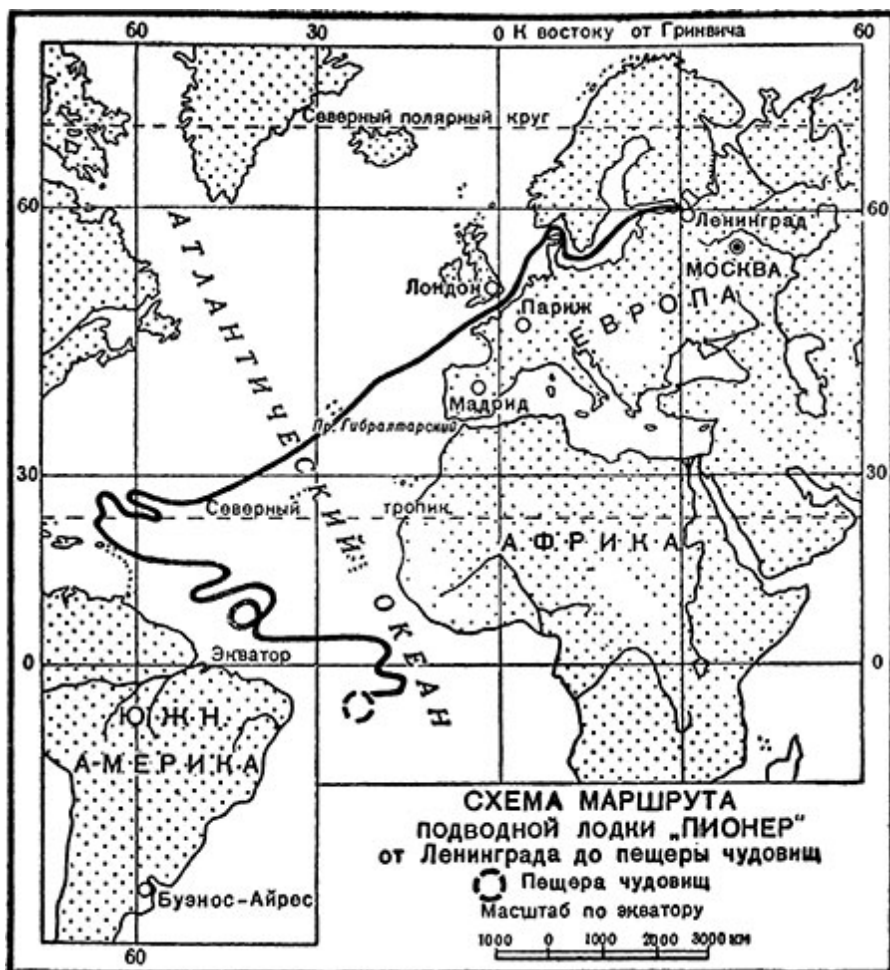 60 30 0 К востоку от Гринвича 60
Северный полярный круг
60 60
Ленинград
МОСКВА
Лондон
Париж
ЕВРОПА
АТЛАНТИЧЕСКИЙ ОКЕАН
Мадрид
Пр. Гибралтарский
30 30
Северный тропик
АФРИКА
Экватор
0 0
ЮЖН.
АМЕРИКА
Буэнос-Айрес
60
СХЕМА МАРШРУТА
ПОДВОДНОЙ ЛОДКИ „ПИОНЕР"
от Ленинграда до пещеры чудовищ
Пещера чудовищ
Масштаб по экватору
1000 0 1000 2000 3000 км